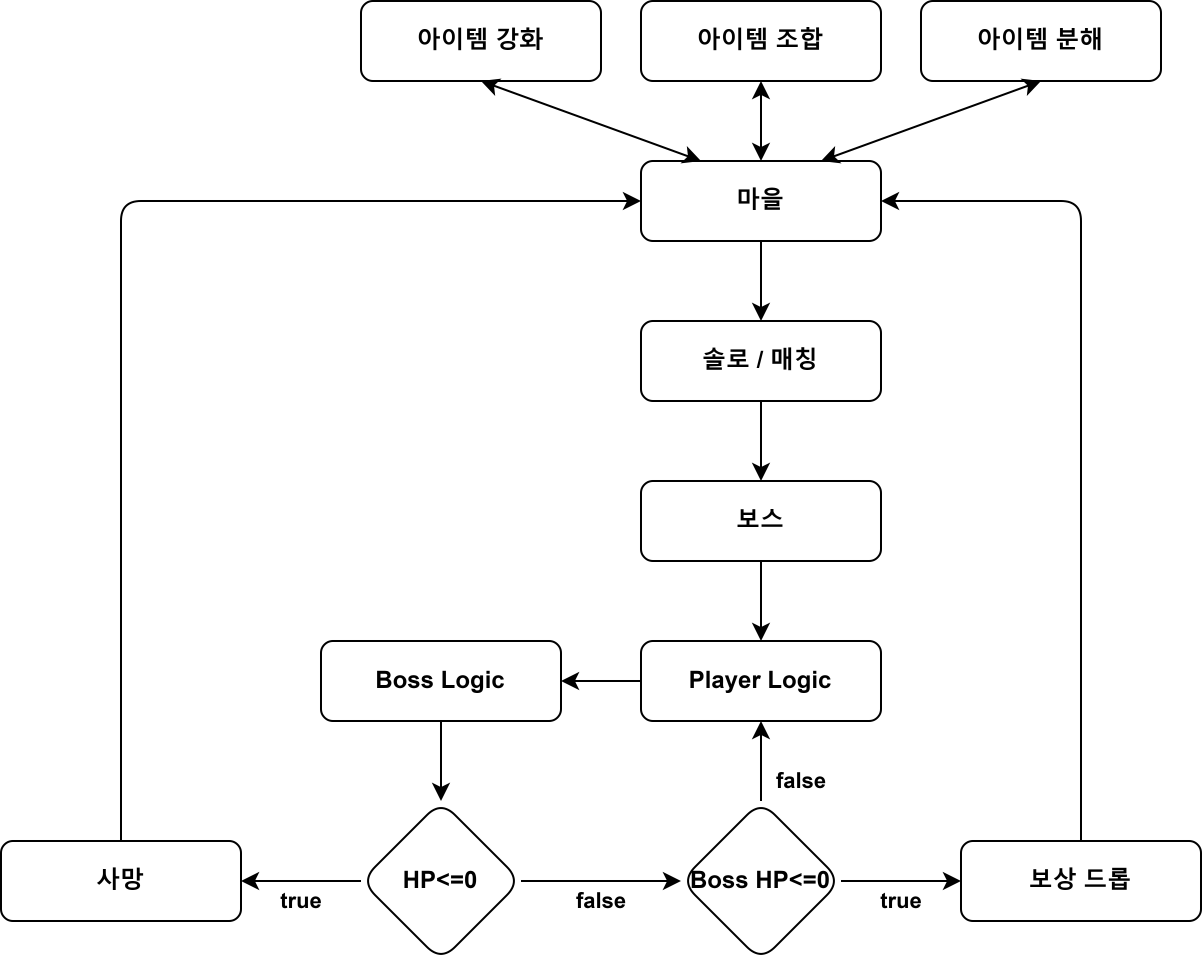 아이템 강화
아이템 조합
아이템 분해
마을
솔로 / 매칭
보스
Boss Logic
Player Logic
false
사망
HP<=0
Boss HP<=0
보상 드롭
true
false
true